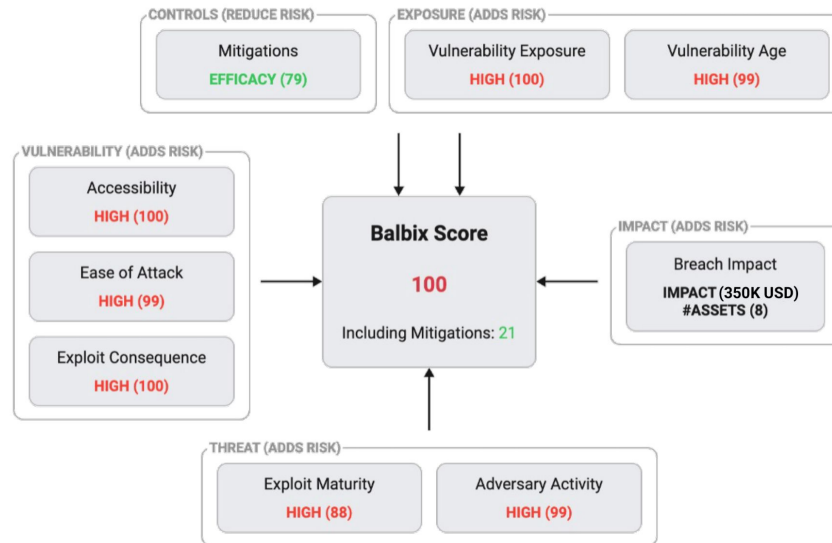 CONTROLS (REDUCE RISK)
Mitigations
EFFICACY (79)
EXPOSURE (ADDS RISK)
Vulnerability Exposure
HIGH (100)
Vulnerability Age
HIGH (99)
VULNERABILITY (ADDS RISK)
Accessibility
HIGH (100)
Ease of Attack
HIGH (99)
Exploit Consequence
HIGH (100)
Balbix Score
100
Including Mitigations: 21
IMPACT (ADDS RISK)
Breach Impact
IMPACT (350K USD)
#ASSETS (8)
THREAT (ADDS RISK)
Exploit Maturity
HIGH (88)
Adversary Activity
HIGH (99)